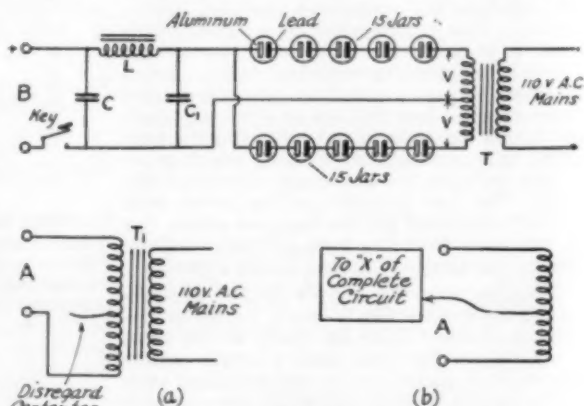 Aluminum
Lead
15 Jars
+
L
B
C
C₁
Key
V
V
T
110 v A.C.
Mains
15 Jars
A
T₁
110 v. A.C.
Mains
Disregard
(a)
To "X" of
Complete
Circuit
A
(b)